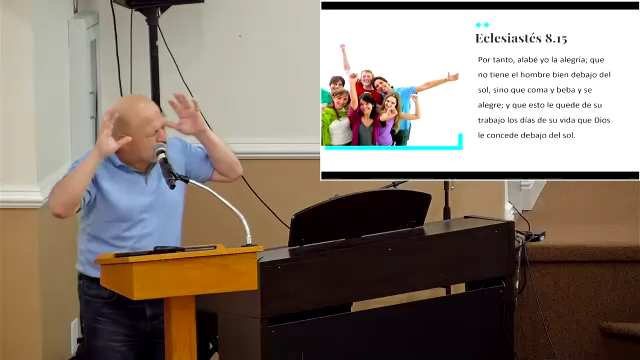 Eclesiastés 8.15
Por tanto, alabé yo la alegría; que
no tiene el hombre bien debajo del
sol, sino que coma y beba y se
alegre; y que esto le quede de su
trabajo los días de su vida que Dios
le concede debajo del sol.